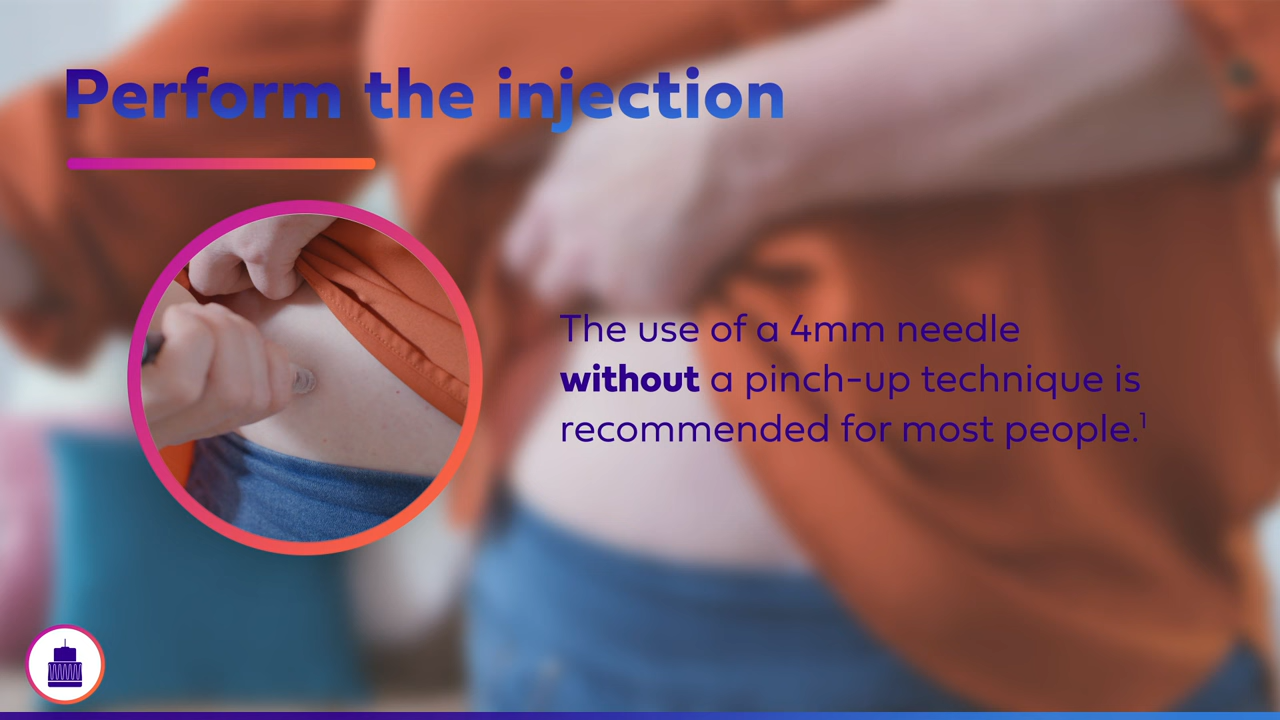 Perform the injection
The use of a 4mm needle
without a pinch-up technique is
recommended for most people.¹